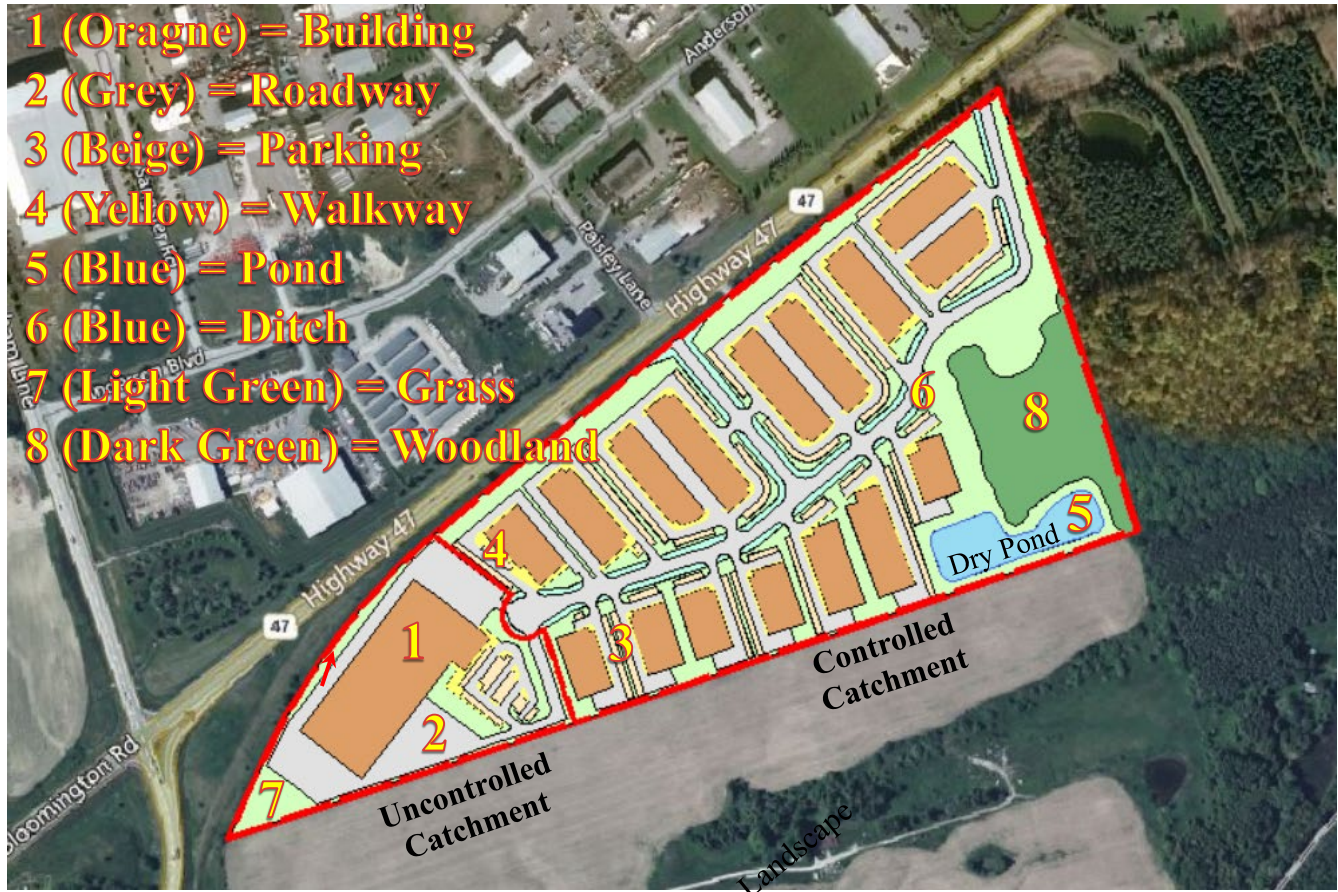 1 (Oragne) = Building
2 (Grey) = Roadway
3 (Beige) = Parking
4 (Yellow) = Walkway
5 (Blue) = Pond
6 (Blue) = Ditch
7 (Light Green) = Grass
8 (Dark Green) = Woodland
Anderson
Paisley Lane
47
Highway 47
Highway 47
47
Blvd
Lane
Bloomington Rd
1
2
3
4
5
6
7
8
Dry Pond
Controlled
Catchment
Uncontrolled
Catchment
Landscape